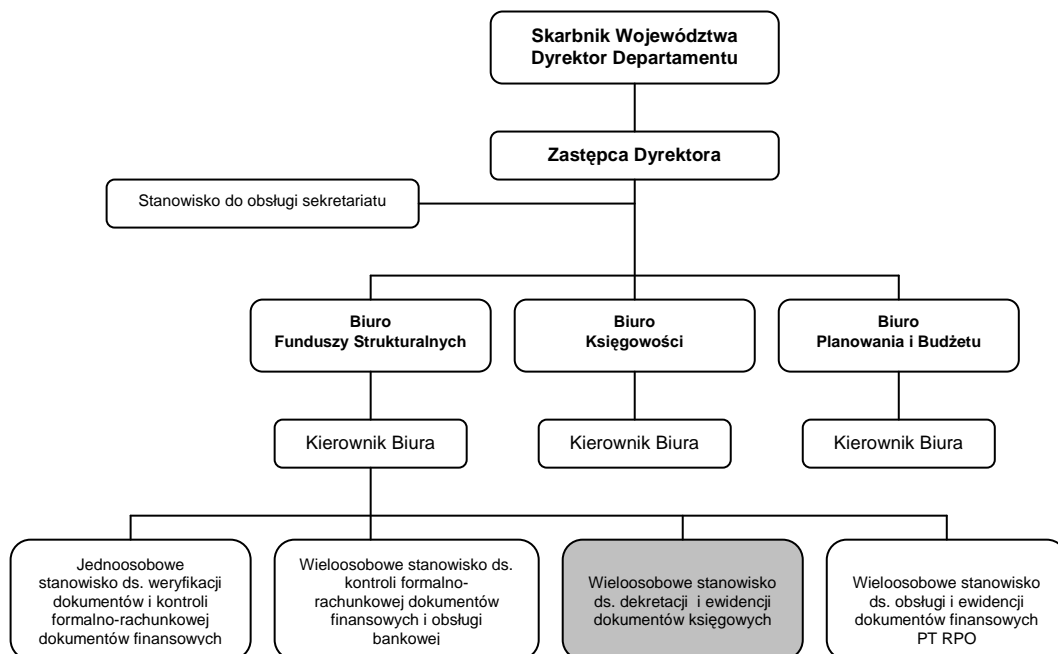 Skarbnik Województwa
Dyrektor Departamentu
Zastępca Dyrektora
Stanowisko do obsługi sekretariatu
Biuro
Funduszy Strukturalnych
Biuro
Księgowości
Biuro
Planowania i Budżetu
Kierownik Biura
Kierownik Biura
Kierownik Biura
Jednoosobowe
stanowisko ds. weryfikacji
dokumentów i kontroli
formalno-rachunkowej
dokumentów finansowych
Wieloosobowe stanowisko ds.
kontroli formalno-
rachunkowej dokumentów
finansowych i obsługi
bankowej
Wieloosobowe stanowisko
ds. dekretacji i ewidencji
dokumentów księgowych
Wieloosobowe stanowisko
ds. obsługi i ewidencji
dokumentów finansowych
PT RPO